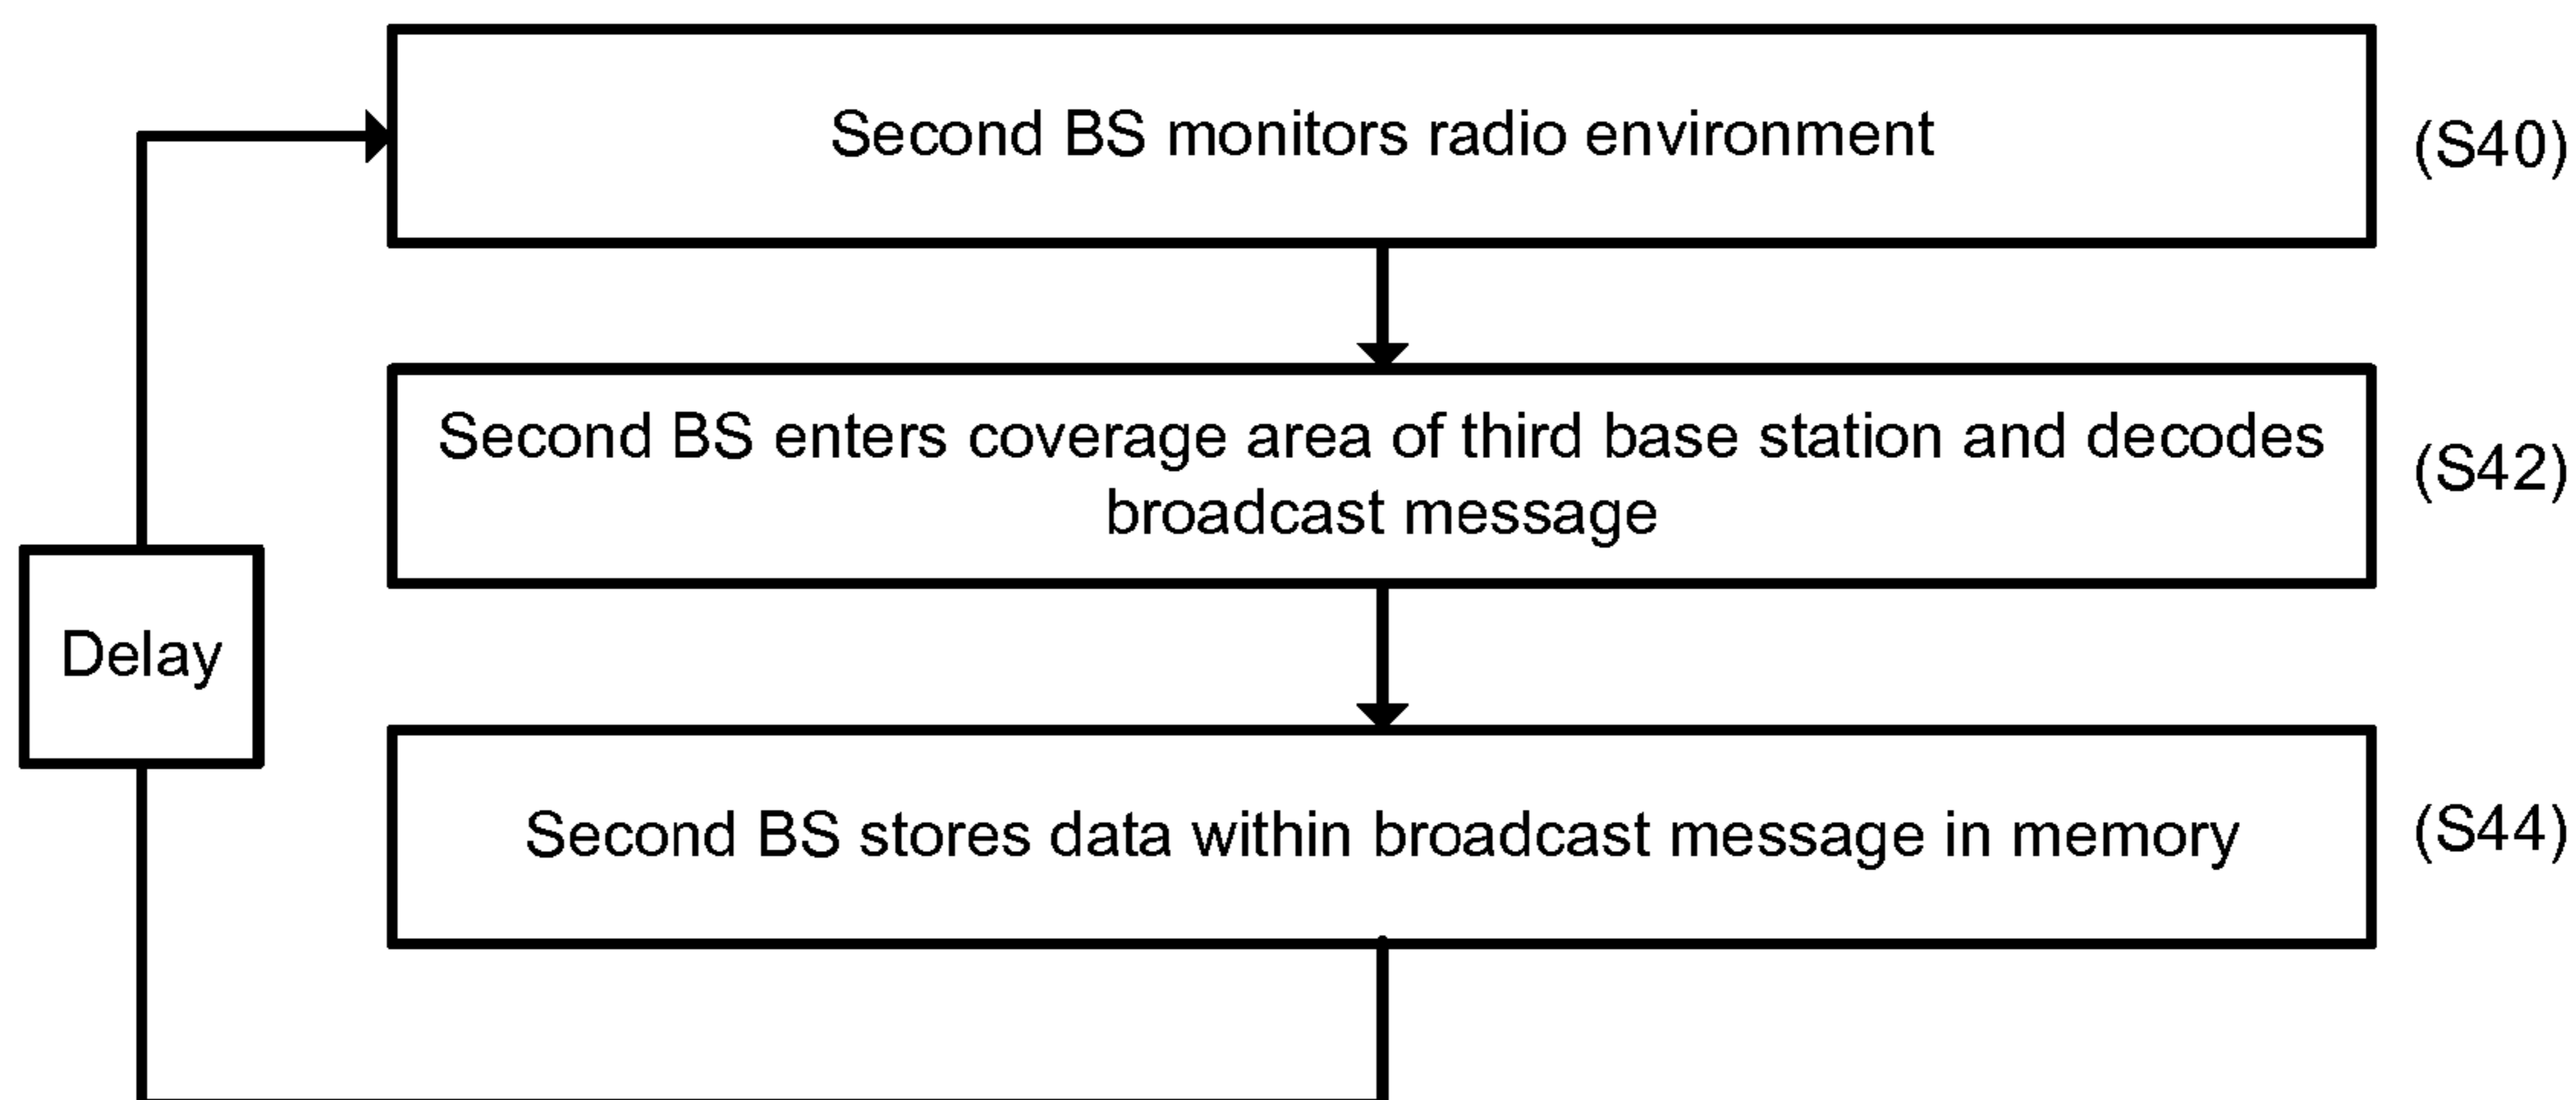 Second BS monitors radio environment
(S40)
Second BS enters coverage area of third base station and decodes
broadcast message
(S42)
Delay
Second BS stores data within broadcast message in memory
(S44)